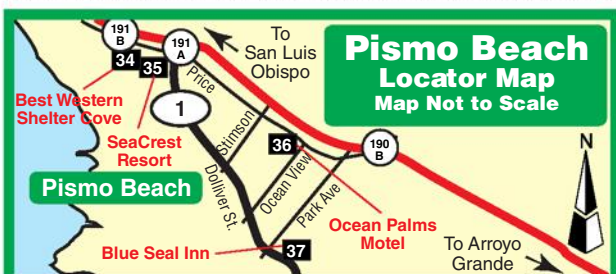 191
B
191
A
To
San Luis
Obispo
Pismo Beach
Locator Map
Map Not to Scale
34
35
Price
Best Western
Shelter Cove
1
SeaCrest
Resort
Stimson
36
190
B
N
Pismo Beach
Dolliver St.
Ocean View
Park Ave
Ocean Palms
Motel
Blue Seal Inn
37
To Arroyo
Grande